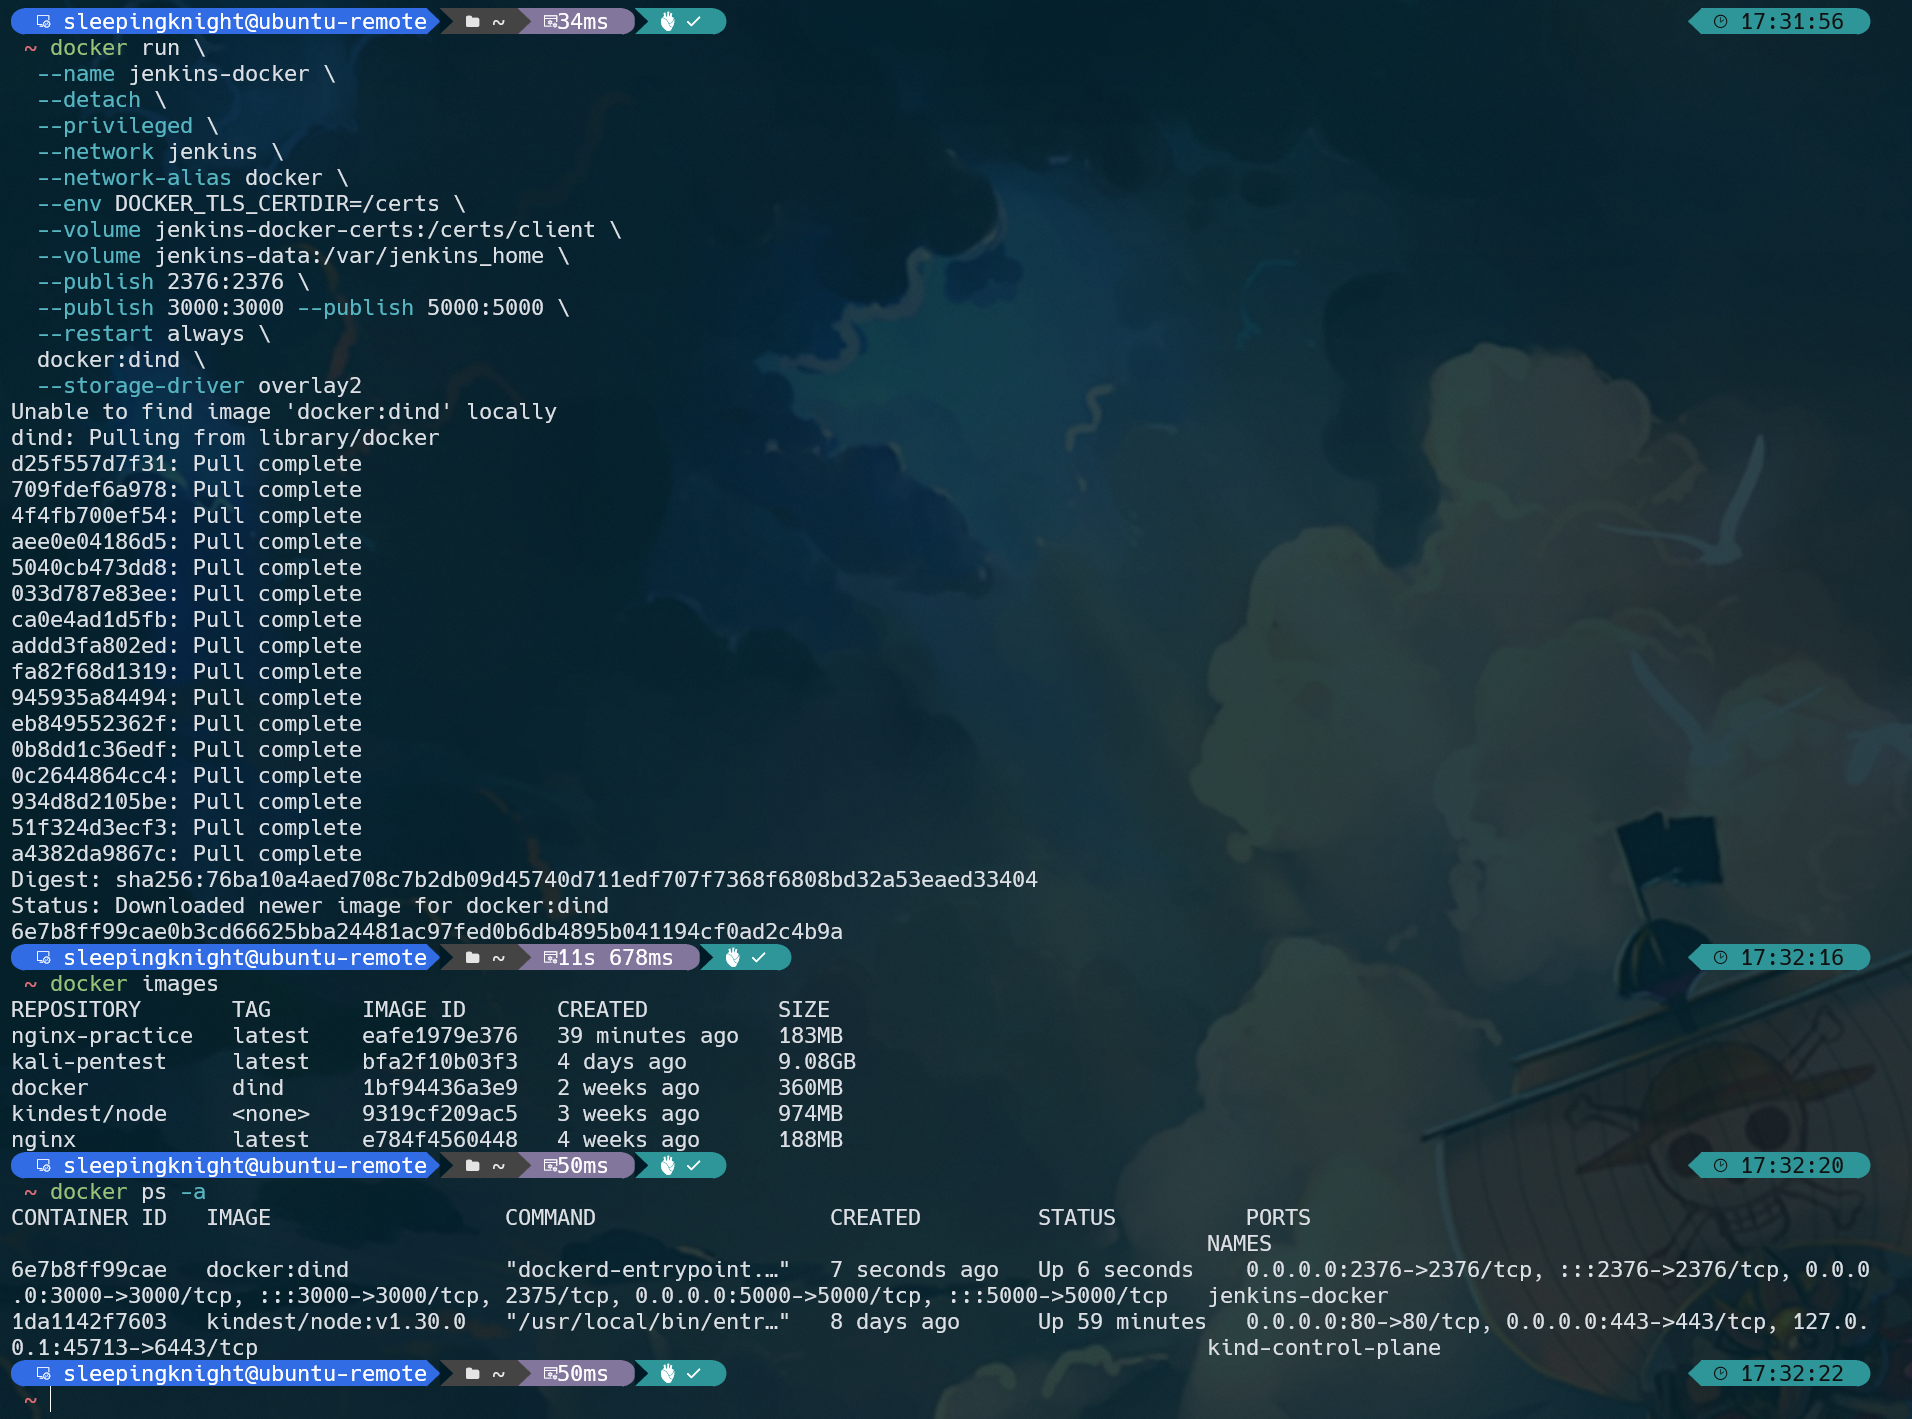 sleepingknight@ubuntu-remote ~ 34ms 17:31:56
~ docker run \
--name jenkins-docker \
--detach \
--privileged \
--network jenkins \
--network-alias docker \
--env DOCKER_TLS_CERTDIR=/certs \
--volume jenkins-docker-certs:/certs/client \
--volume jenkins-data:/var/jenkins_home \
--publish 2376:2376 \
--publish 3000:3000 --publish 5000:5000 \
--restart always \
docker:dind \
--storage-driver overlay2
Unable to find image 'docker:dind' locally
dind: Pulling from library/docker
d25f557d7f31: Pull complete
709fdef6a978: Pull complete
4f4fb700ef54: Pull complete
aee0e04186d5: Pull complete
5040cb473dd8: Pull complete
033d787e83ee: Pull complete
ca0e4ad1d5fb: Pull complete
addd3fa802ed: Pull complete
fa82f68d1319: Pull complete
945935a84494: Pull complete
eb849552362f: Pull complete
0b8dd1c36edf: Pull complete
0c2644864cc4: Pull complete
934d8d2105be: Pull complete
51f324d3ecf3: Pull complete
a4382da9867c: Pull complete
Digest: sha256:76ba10a4aed708c7b2db09d45740d711edf707f7368f6808bd32a53eaed33404
Status: Downloaded newer image for docker:dind
6e7b8ff99cae0b3cd66625bba24481ac97fed0b6db4895b041194cf0ad2c4b9a
sleepingknight@ubuntu-remote ~ 11s 678ms 17:32:16
~ docker images
REPOSITORY TAG IMAGE ID CREATED SIZE
nginx-practice latest eafe1979e376 39 minutes ago 183MB
kali-pentest latest bfa2f10b03f3 4 days ago 9.08GB
docker dind 1bf94436a3e9 2 weeks ago 360MB
kindest/node <none> 9319cf209ac5 3 weeks ago 974MB
nginx latest e784f4560448 4 weeks ago 188MB
sleepingknight@ubuntu-remote ~ 50ms 17:32:20
~ docker ps -a
CONTAINER ID IMAGE COMMAND CREATED STATUS PORTS
NAMES
6e7b8ff99cae docker:dind "dockerd-entrypoint.…" 7 seconds ago Up 6 seconds 0.0.0.0:2376->2376/tcp, :::2376->2376/tcp, 0.0.0
.0:3000->3000/tcp, :::3000->3000/tcp, 2375/tcp, 0.0.0.0:5000->5000/tcp, :::5000->5000/tcp jenkins-docker
1da1142f7603 kindest/node:v1.30.0 "/usr/local/bin/entr…" 8 days ago Up 59 minutes 0.0.0.0:80->80/tcp, 0.0.0.0:443->443/tcp, 127.0.
0.1:45713->6443/tcp kind-control-plane
sleepingknight@ubuntu-remote ~ 50ms 17:32:22
~